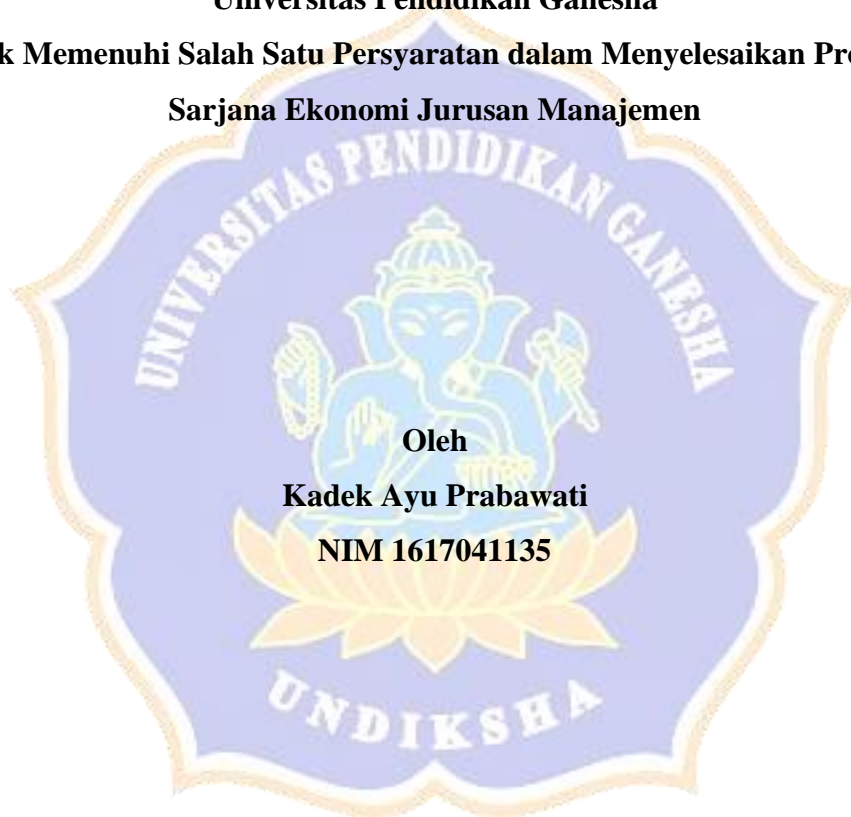 Universitas Pendidikan Ganesha
k Memenuhi Salah Satu Persyaratan dalam Menyelesaikan Pro
Sarjana Ekonomi Jurusan Manajemen
UNIVERSITAS PENDIDIKAN GANESHA
Oleh
Kadek Ayu Prabawati
NIM 1617041135
UNDIKSHA